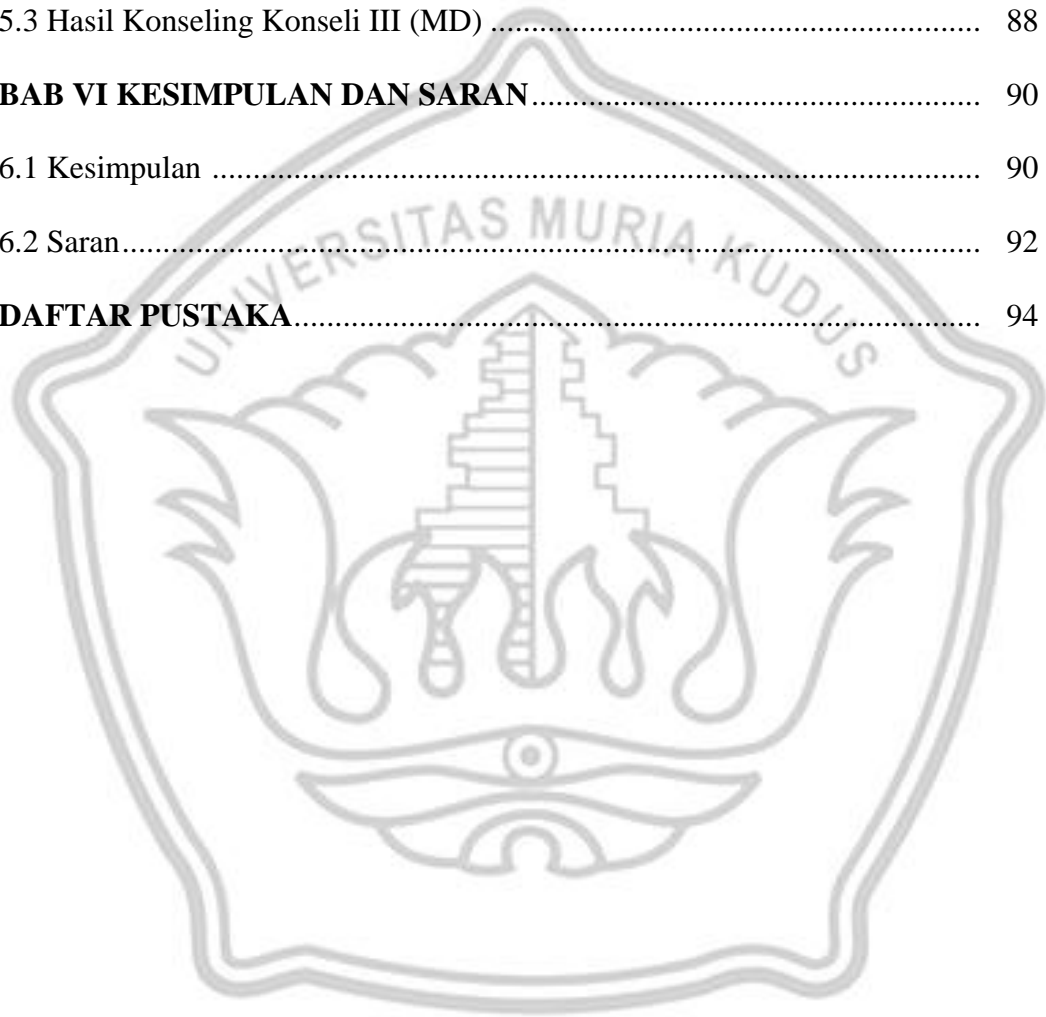 5.3 Hasil Konseling Konseli III (MD) ............................................................. 88
BAB VI KESIMPULAN DAN SARAN ........................................................ 90
6.1 Kesimpulan ................................................................................................ 90
6.2 Saran ........................................................................................................... 92
DAFTAR PUSTAKA ..................................................................................... 94
UNIVERSITAS MURIA KUDUS